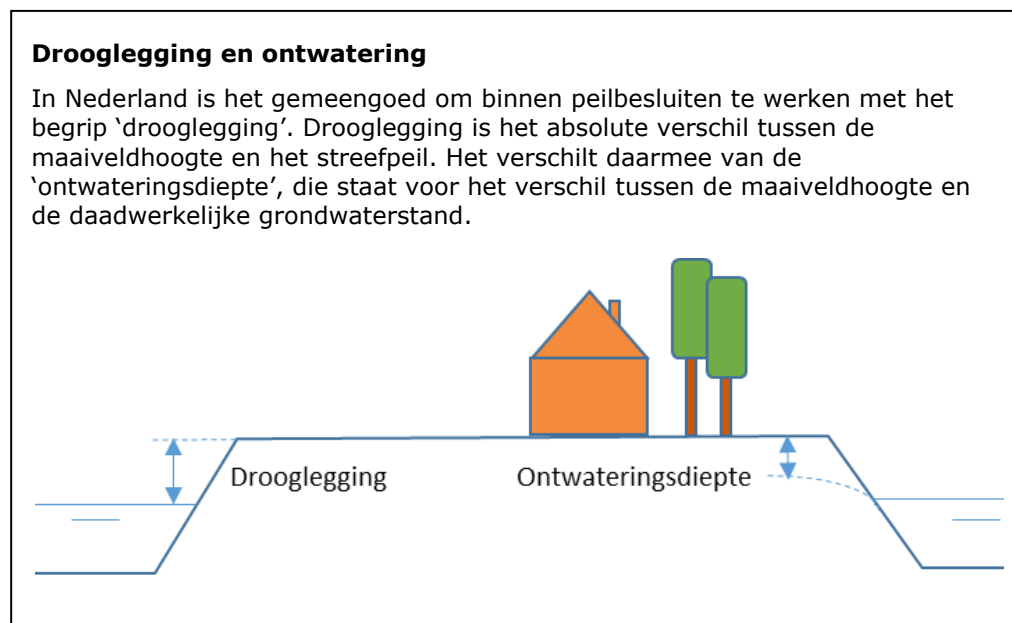 Drooglegging en ontwatering
In Nederland is het gemeengoed om binnen peilbesluiten te werken met het
begrip ‘drooglegging’. Drooglegging is het absolute verschil tussen de
maaiveldhoogte en het streefpeil. Het verschilt daarmee van de
‘ontwateringsdiepte’, die staat voor het verschil tussen de maaiveldhoogte en
de daadwerkelijke grondwaterstand.
Drooglegging
Ontwateringsdiepte